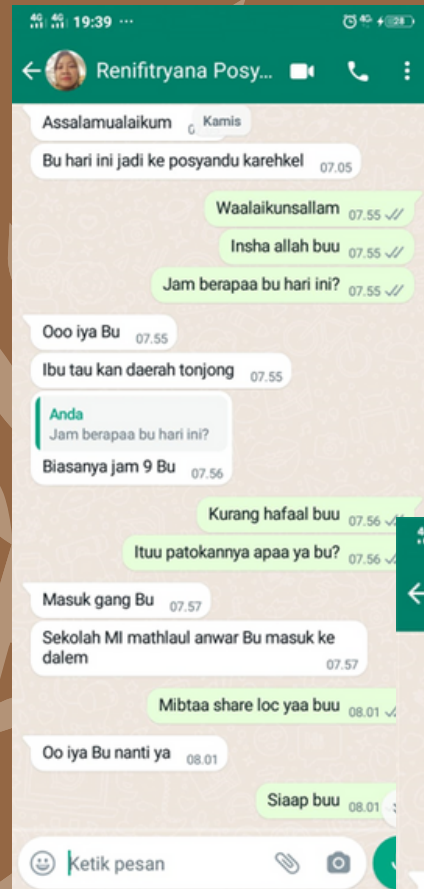 4G 4G 19:39 ...
4G 28
Renifitryana Posy...
Assalamualaikum
Kamis
Bu hari ini jadi ke posyandu karehkel 07.05
Waalaikunsallam 07.55
Insha allah buu 07.55
Jam berapaa bu hari ini? 07.55
Ooo iya Bu 07.55
Ibu tau kan daerah tonjong 07.55
Anda
Jam berapaa bu hari ini?
Biasanya jam 9 Bu 07.56
Kurang hafaal buu 07.56
Ituu patokannya apaa ya bu? 07.56
Masuk gang Bu 07.57
Sekolah MI mathlaul anwar Bu masuk ke
dalem 07.57
Mibtaa share loc yaa buu 08.01
Oo iya Bu nanti ya 08.01
Siaap buu 08.01
Ketik pesan